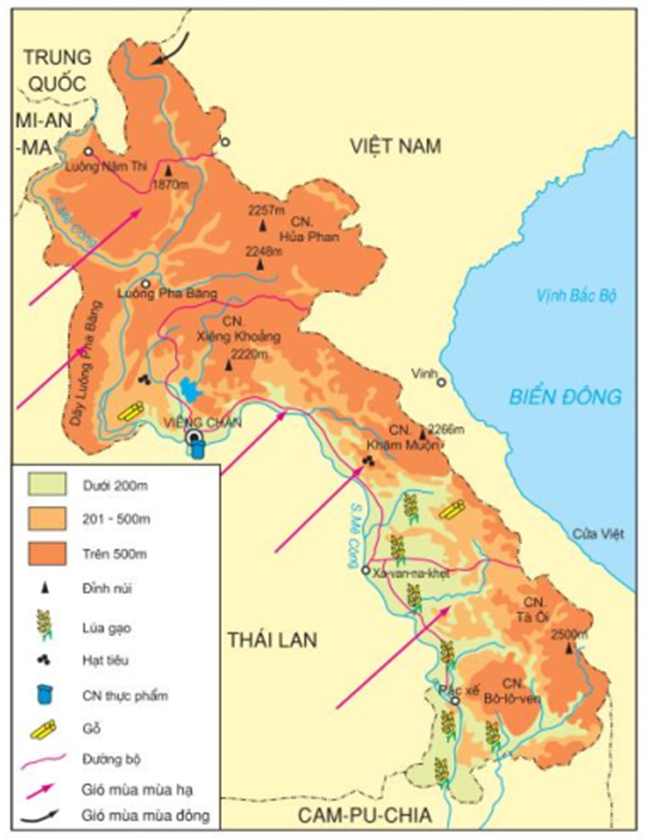 TRUNG
QUỐC
MI-AN
-MA
VIỆT NAM
Luông Nậm Thi
1870m
S. Mê Công
2257m
CN.
Hủa Phan
2248m
Luông Pha Băng
Vịnh Bắc Bộ
CN.
Xiêng Khoảng
2220m
Dãy Luông Pha Băng
Vinh
BIỂN ĐÔNG
VIÊNG CHĂN
CN.
Khăm Muộn
2266m
Dưới 200m
201 - 500m
Trên 500m
Đỉnh núi
Lúa gạo
Hạt tiêu
CN thực phẩm
Gỗ
Đường bộ
Gió mùa mùa hạ
Gió mùa mùa đông
S. Mê Công
Cửa Việt
Xa-van-na-khẹt
CN.
Tà Ôi
2500m
THÁI LAN
Pắc xế
CN.
Bô-lô-ven
CAM-PU-CHIA